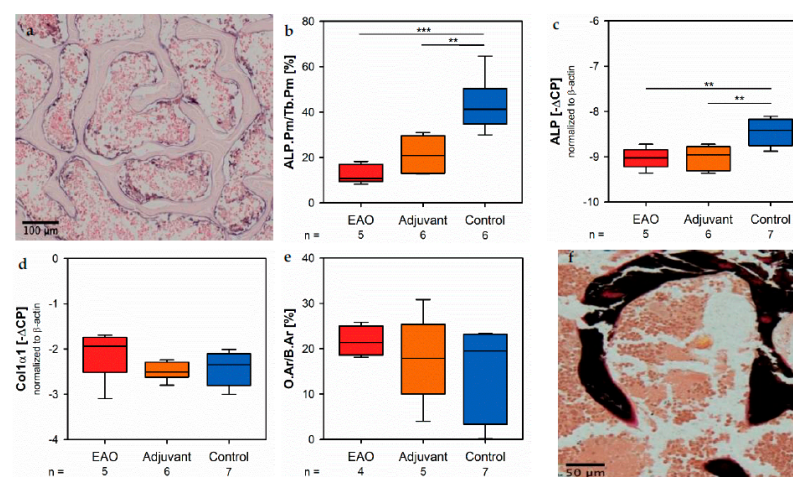 a
100 µm
b
ALP.Pm/Tb.Pm [%]
80
60
40
20
0
***
**
EAO Adjuvant Control
n = 5 6 6
c
ALP [-ΔCP]
normalized to β-actin
-6
-7
-8
-9
-10
**
**
EAO Adjuvant Control
n = 5 6 7
d
Col1α1 [-ΔCP]
normalized to β-actin
0
-1
-2
-3
-4
EAO Adjuvant Control
n = 5 6 7
e
O.Ar/B.Ar [%]
40
30
20
10
0
EAO Adjuvant Control
n = 4 5 7
f
50 µm